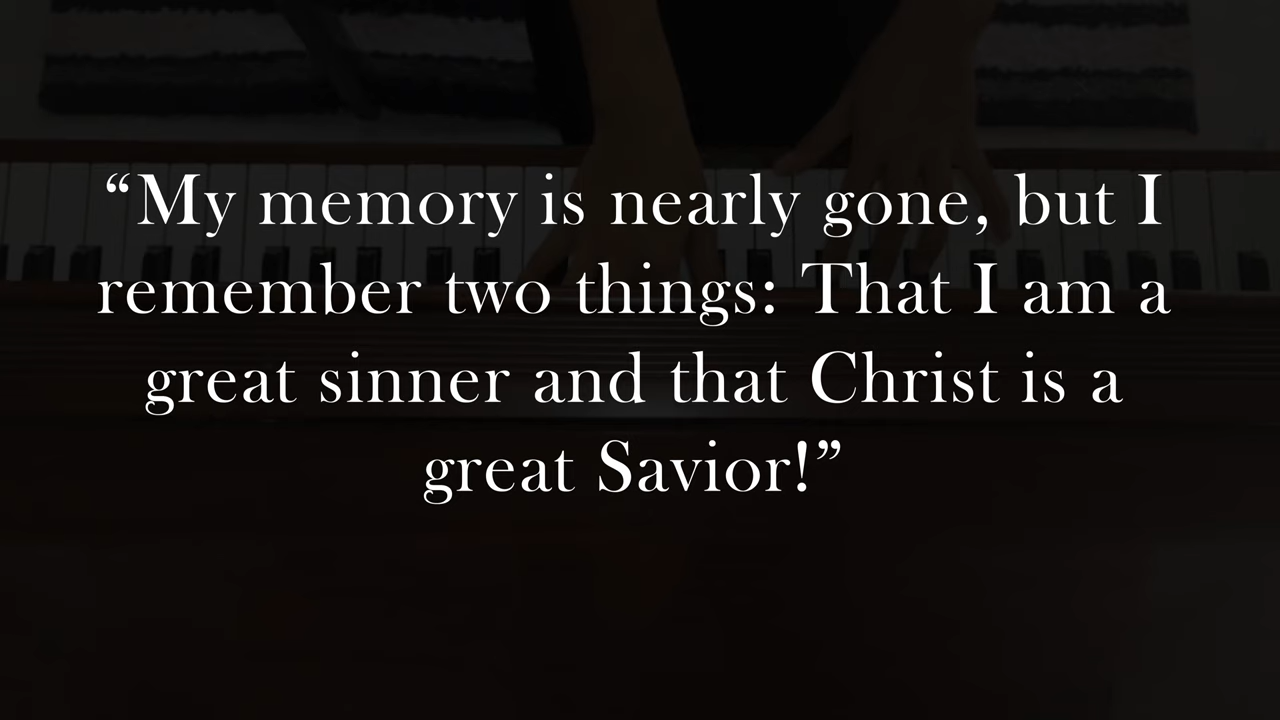 “My memory is nearly gone, but I
remember two things: That I am a
great sinner and that Christ is a
great Savior!”